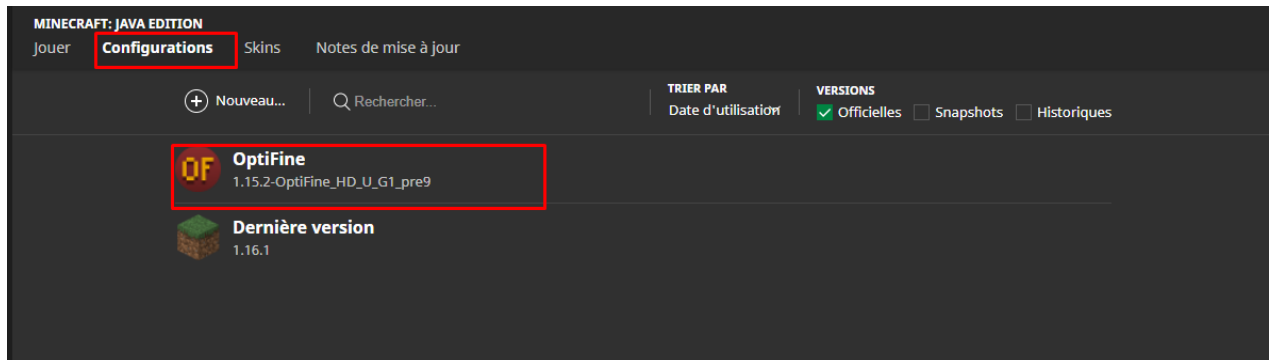 MINECRAFT: JAVA EDITION
Jouer Configurations Skins Notes de mise à jour
Nouveau... Rechercher... TRIER PAR VERSIONS
Date d'utilisation Officielles Snapshots Historiques
OF OptiFine
1.15.2-OptiFine_HD_U_G1_pre9
Dernière version
1.16.1